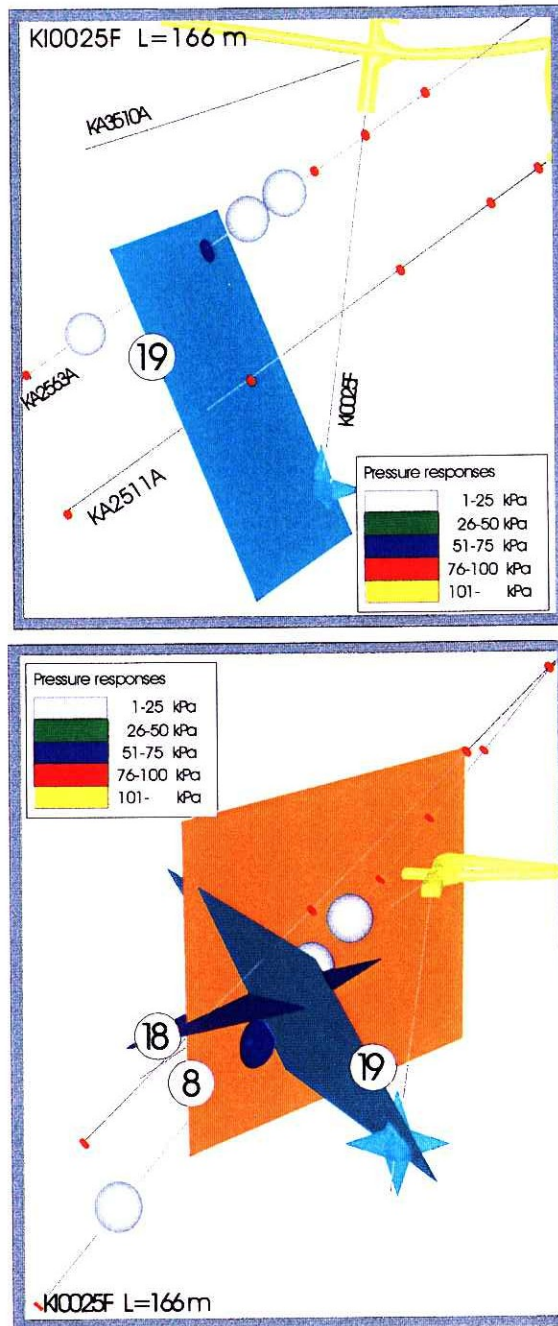 KI0025F L=166 m
KA3510A
19
KA2563A
KI0025F
KA2511A
Pressure responses
1-25 kPa
26-50 kPa
51-75 kPa
76-100 kPa
101- kPa
Pressure responses
1-25 kPa
26-50 kPa
51-75 kPa
76-100 kPa
101- kPa
18
8
19
KI0025F L=166 m